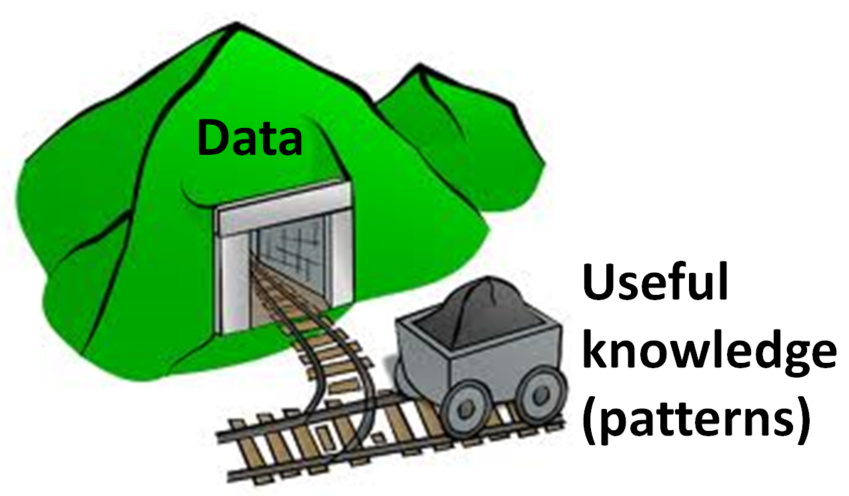 Data
Useful
knowledge
(patterns)